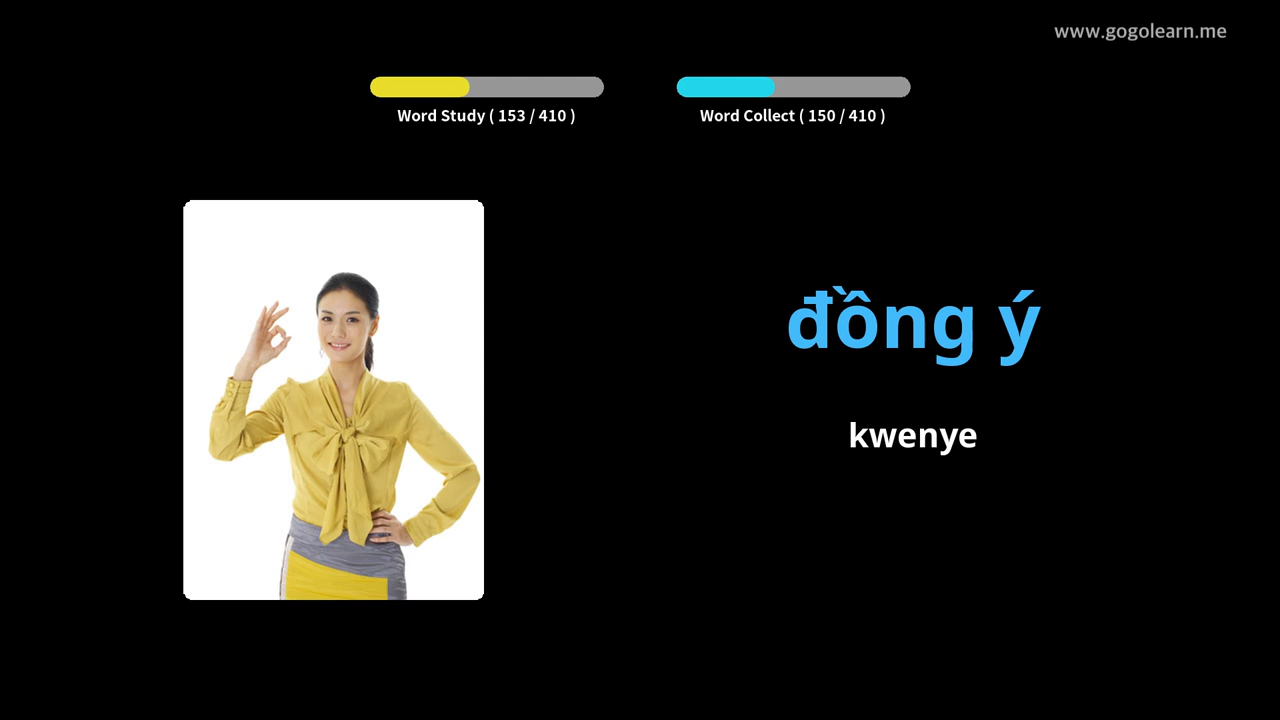 www.gogolearn.me
Word Study ( 153 / 410 )
Word Collect ( 150 / 410 )
đồng ý
kwenye